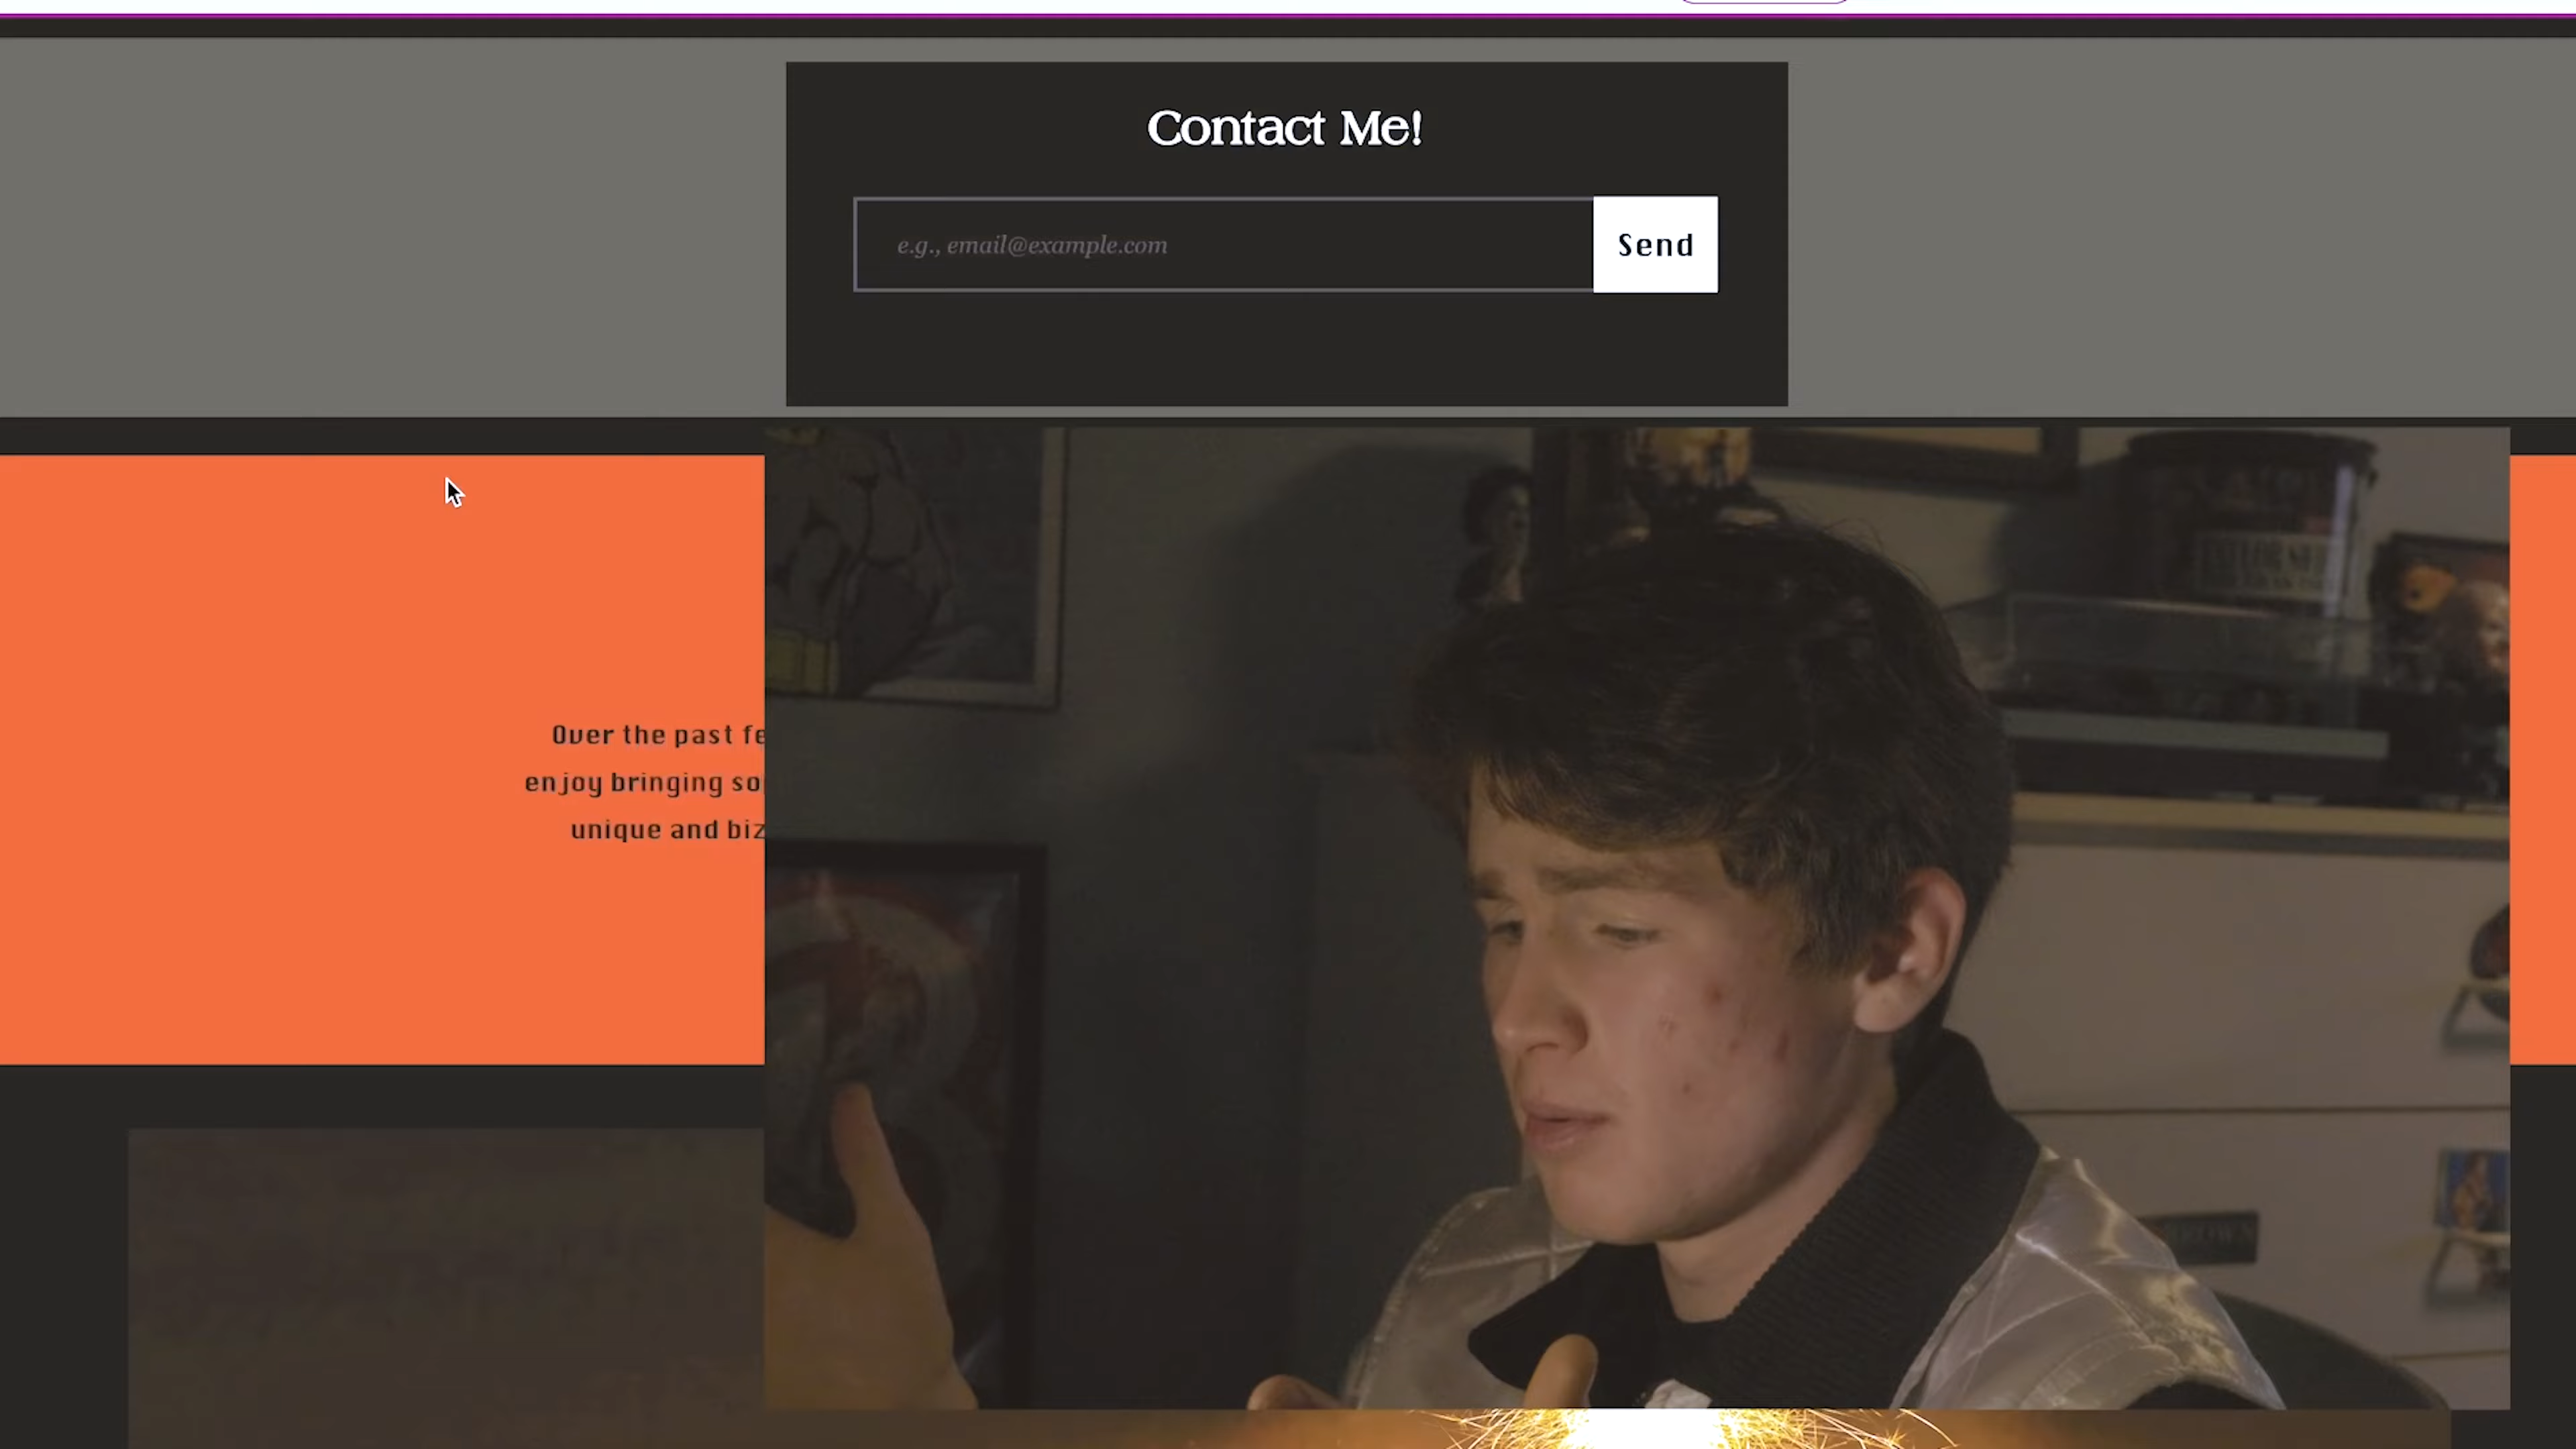 Contact Me!
e.g., email@example.com
Send
Over the past fe
enjoy bringing so
unique and biz